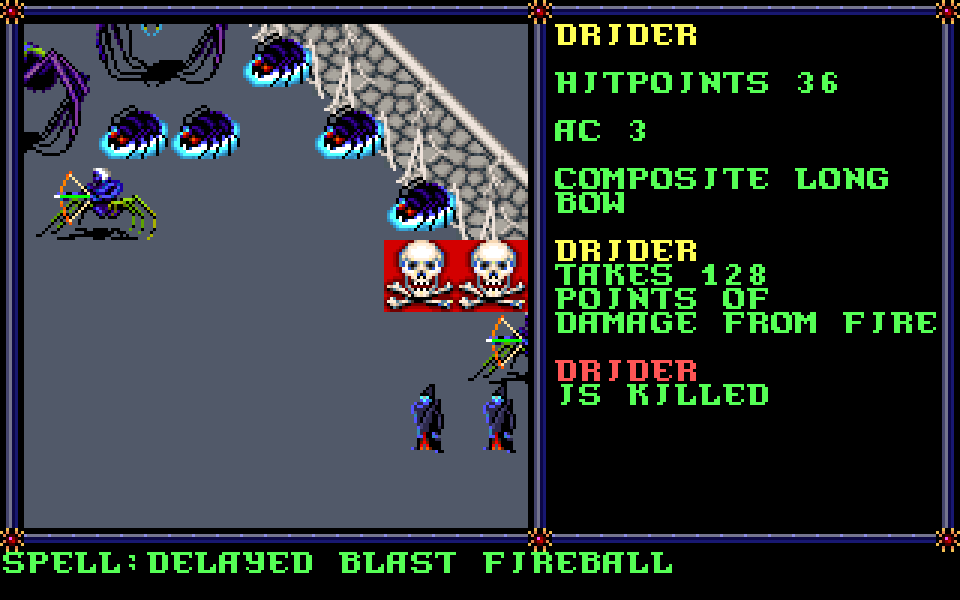 DRIDER
HITPOINTS 36
AC 3
COMPOSITE LONG
BOW
DRIDER
TAKES 128
POINTS OF
DAMAGE FROM FIRE
DRIDER
IS KILLED
SPELL:DELAYED BLAST FIREBALL